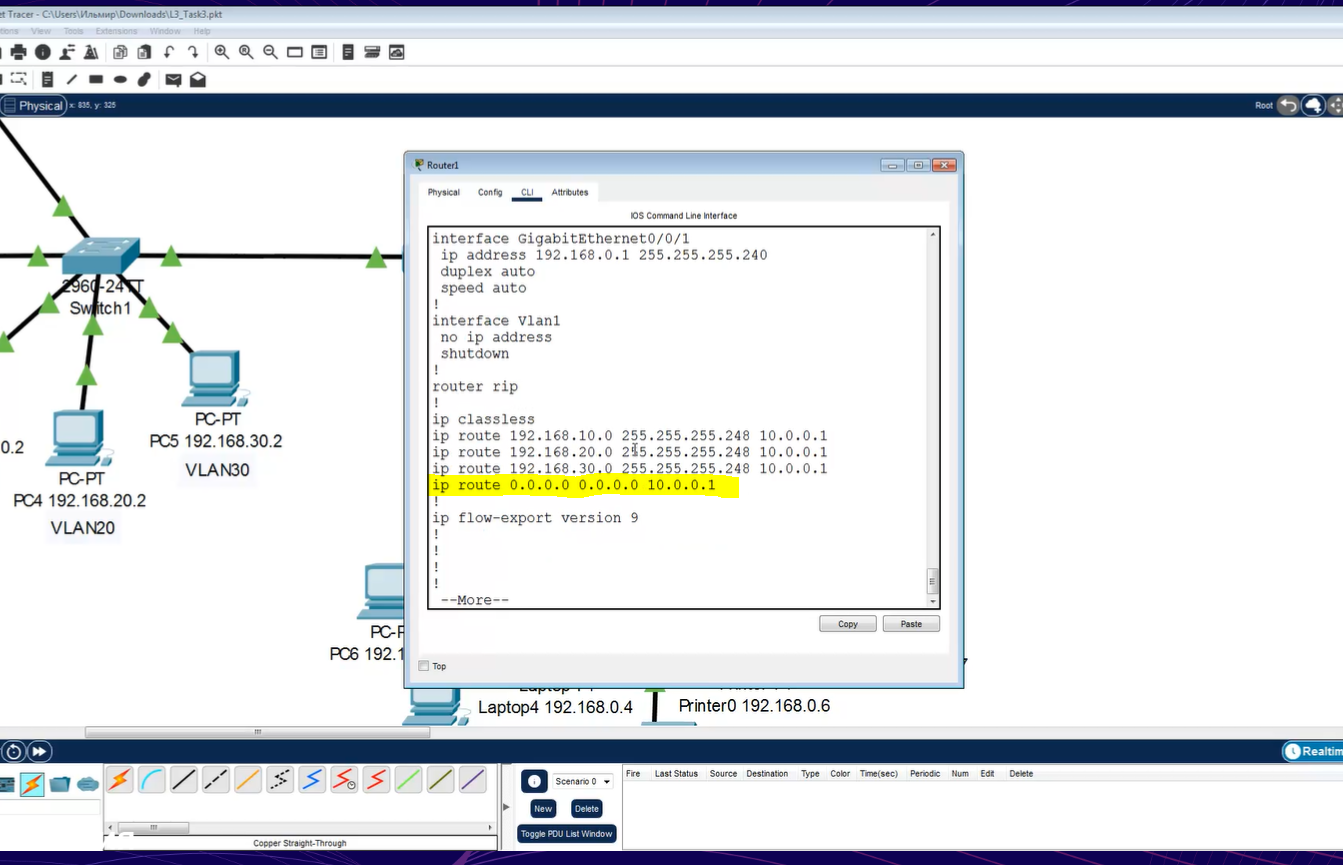 et Tracer - C:\Users\Ильмир\Downloads\L3_Task3.pkt
tions View Tools Extensions Window Help
Physical x: 835, y: 325
Root
Router1
Physical Config CLI Attributes
IOS Command Line Interface
interface GigabitEthernet0/0/1
ip address 192.168.0.1 255.255.255.240
duplex auto
speed auto
!
interface Vlan1
no ip address
shutdown
!
router rip
!
ip classless
ip route 192.168.10.0 255.255.255.248 10.0.0.1
ip route 192.168.20.0 255.255.255.248 10.0.0.1
ip route 192.168.30.0 255.255.255.248 10.0.0.1
ip route 0.0.0.0 0.0.0.0 10.0.0.1
!
ip flow-export version 9
!
!
!
!
--More--
Copy Paste
Top
2960-24TT
Switch1
PC-PT
PC5 192.168.30.2
VLAN30
0.2
PC-PT
PC4 192.168.20.2
VLAN20
PC-P
PC6 192.1
Laptop4 192.168.0.4
Printer0 192.168.0.6
Realtim
Scenario 0
New Delete
Toggle PDU List Window
Fire Last Status Source Destination Type Color Time(sec) Periodic Num Edit Delete
Copper Straight-Through